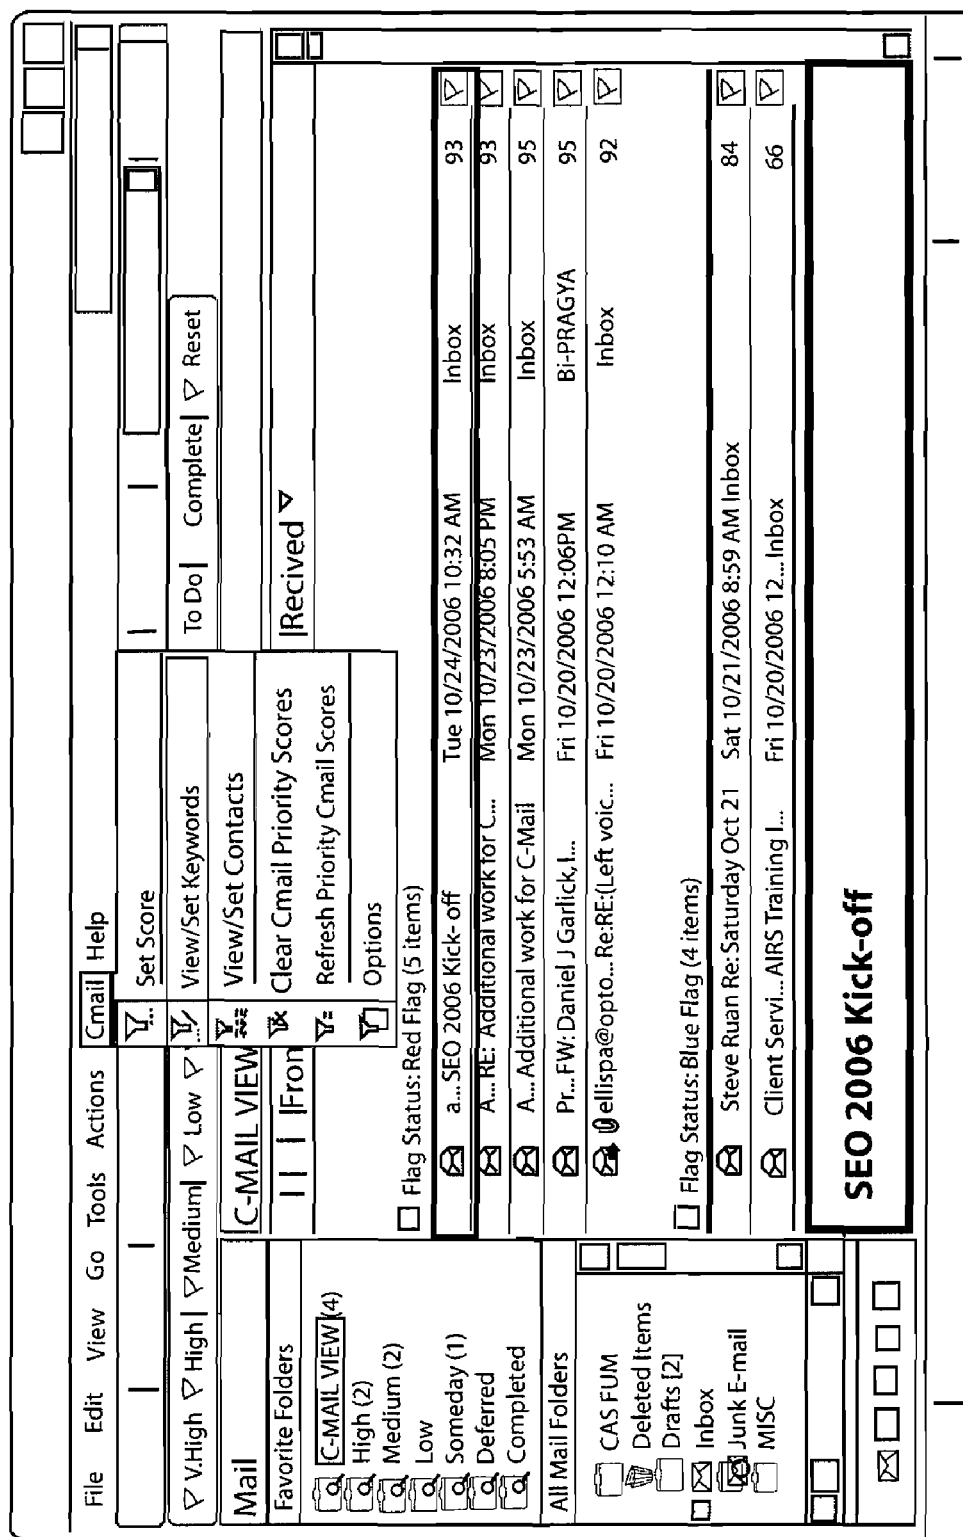 File Edit View Go Tools Actions Cmail Help
Set Score
View/Set Keywords
View/Set Contacts
Clear Cmail Priority Scores
Refresh Priority Cmail Scores
Options
V.High High Medium Low To Do Complete Reset
Mail
C-MAIL VIEW
Favorite Folders
C-MAIL VIEW (4)
High (2)
Medium (2)
Low
Someday (1)
Deferred
Completed
All Mail Folders
CAS FUM
Deleted Items
Drafts [2]
Inbox
Junk E-mail
MISC
From Recived
Flag Status: Red Flag (5 items)
a... SEO 2006 Kick- off Tue 10/24/2006 10:32 AM Inbox 93
A... RE: Additional work for C... Mon 10/23/2006 8:05 PM Inbox 93
A... Additional work for C-Mail Mon 10/23/2006 5:53 AM Inbox 95
Pr... FW: Daniel J Garlick, I... Fri 10/20/2006 12:06PM Bi-PRAGYA 95
ellispa@opto... Re:RE:(Left voic... Fri 10/20/2006 12:10 AM Inbox 92
Flag Status: Blue Flag (4 items)
Steve Ruan Re: Saturday Oct 21 Sat 10/21/2006 8:59 AM Inbox 84
Client Servi... AIRS Training I... Fri 10/20/2006 12... Inbox 66
SEO 2006 Kick-off